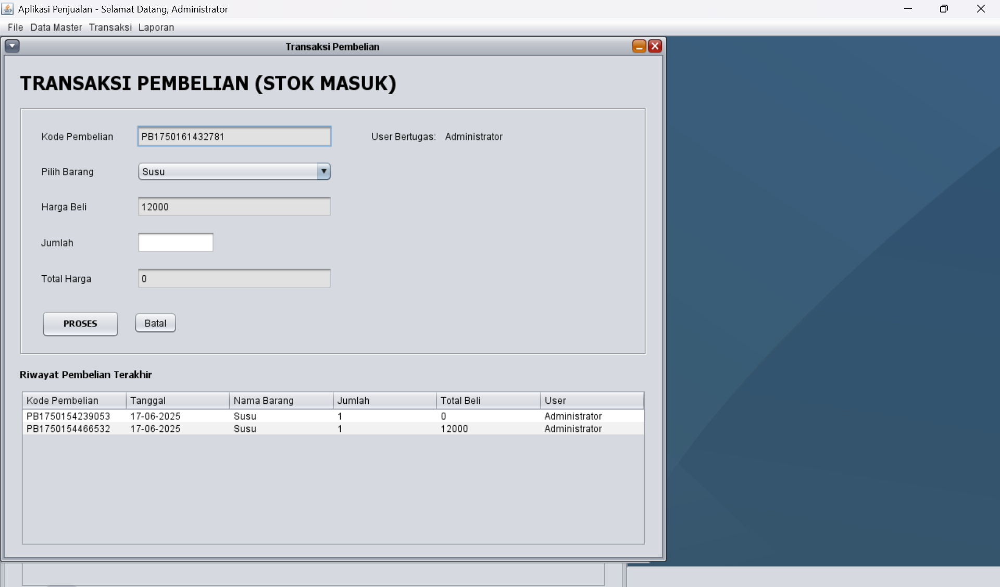 Aplikasi Penjualan - Selamat Datang, Administrator
File Data Master Transaksi Laporan
Transaksi Pembelian
TRANSAKSI PEMBELIAN (STOK MASUK)
Kode Pembelian PB1750161432781 User Bertugas: Administrator
Pilih Barang Susu
Harga Beli 12000
Jumlah
Total Harga 0
PROSES Batal
Riwayat Pembelian Terakhir
Kode Pembelian Tanggal Nama Barang Jumlah Total Beli User
PB1750154239053 17-06-2025 Susu 1 0 Administrator
PB1750154466532 17-06-2025 Susu 1 12000 Administrator